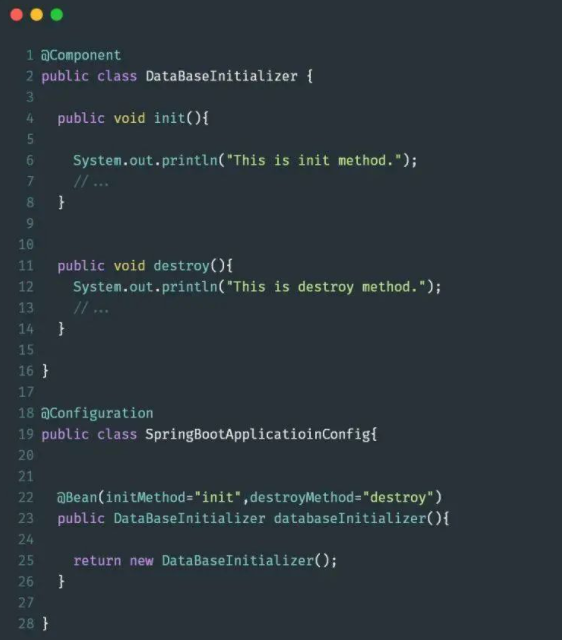 1 @Component
2 public class DataBaseInitializer {
3
4 public void init(){
5
6 System.out.println("This is init method.");
7 //...
8 }
9
10
11 public void destroy(){
12 System.out.println("This is destroy method.");
13 //...
14 }
15
16 }
17
18 @Configuration
19 public class SpringBootApplicatioinConfig{
20
21
22 @Bean(initMethod="init",destroyMethod="destroy")
23 public DataBaseInitializer databaseInitializer(){
24
25 return new DataBaseInitializer();
26 }
27
28 }